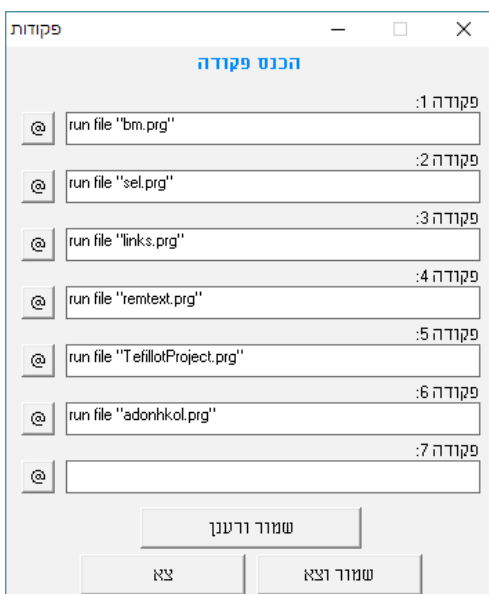 פקודות
הכנס פקודה
פקודה 1:
@ run file "bm.prg"
פקודה 2:
@ run file "sel.prg"
פקודה 3:
@ run file "links.prg"
פקודה 4:
@ run file "remtext.prg"
פקודה 5:
@ run file "TefillotProject.prg"
פקודה 6:
@ run file "adonhkol.prg"
פקודה 7:
@
שמור ורענן
שמור וצא
צא